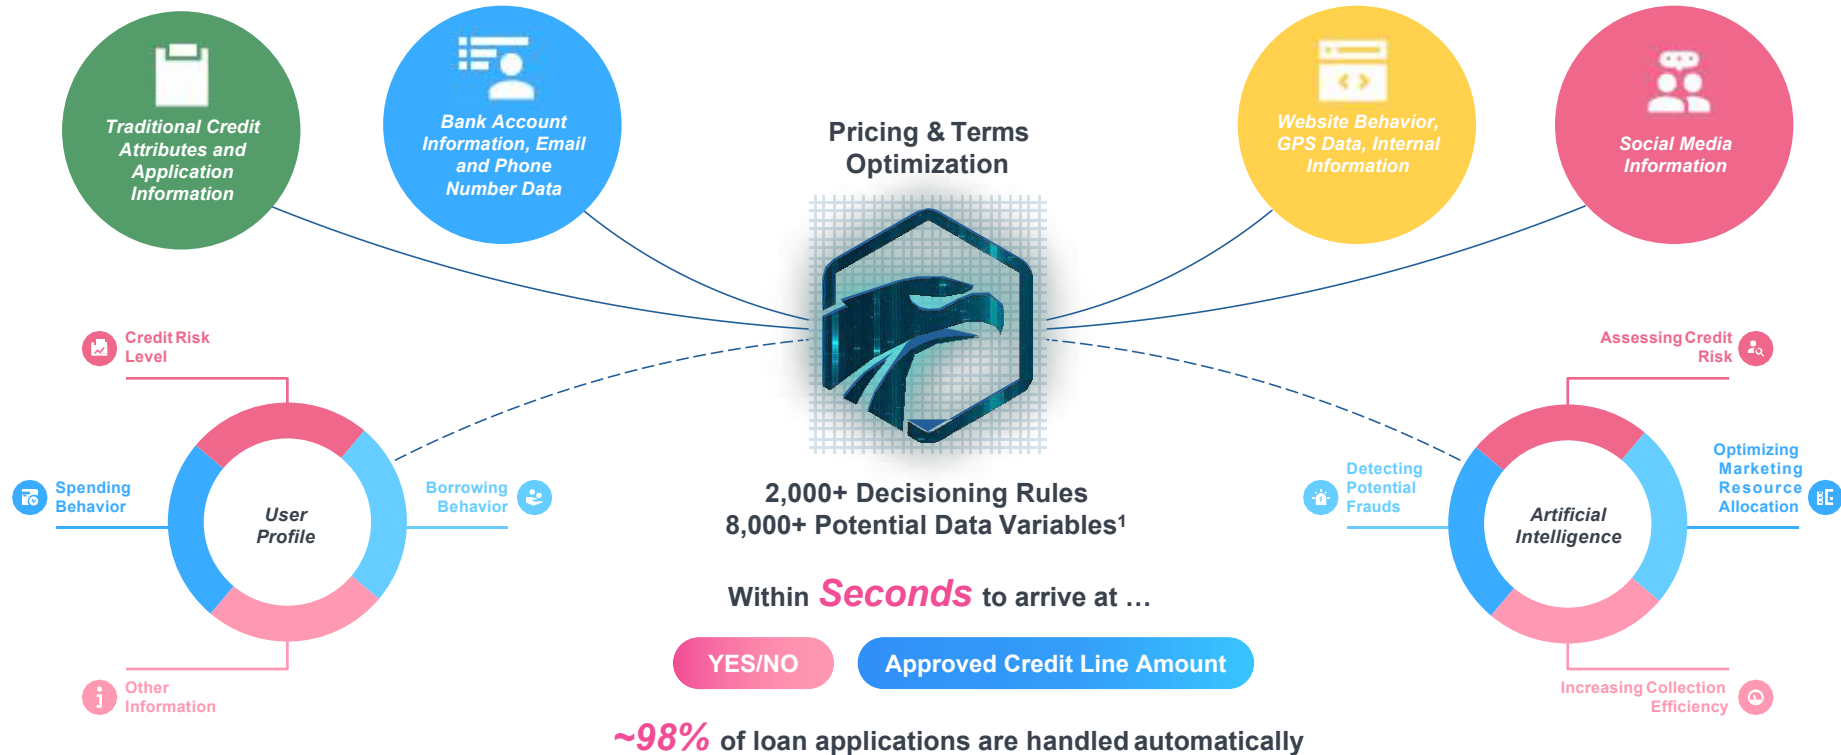 Traditional Credit
Attributes and
Application
Information
Bank Account
Information, Email
and Phone
Number Data
Pricing & Terms
Optimization
Website Behavior,
GPS Data, Internal
Information
Social Media
Information
Credit Risk
Level
Spending
Behavior
Borrowing
Behavior
User
Profile
Other
Information
2,000+ Decisioning Rules
8,000+ Potential Data Variables¹
Within Seconds to arrive at …
YES/NO
Approved Credit Line Amount
~98% of loan applications are handled automatically
Assessing Credit
Risk
Detecting
Potential
Frauds
Optimizing
Marketing
Resource
Allocation
Artificial
Intelligence
Increasing Collection
Efficiency